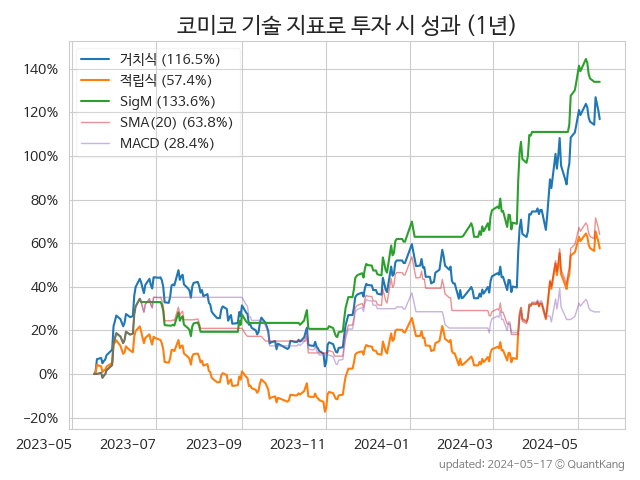 코미코 기술 지표로 투자 시 성과 (1년)
거치식 (116.5%)
적립식 (57.4%)
SigM (133.6%)
SMA(20) (63.8%)
MACD (28.4%)
140%
120%
100%
80%
60%
40%
20%
0%
−20%
2023-05 2023-07 2023-09 2023-11 2024-01 2024-03 2024-05
updated: 2024-05-17 © QuantKang